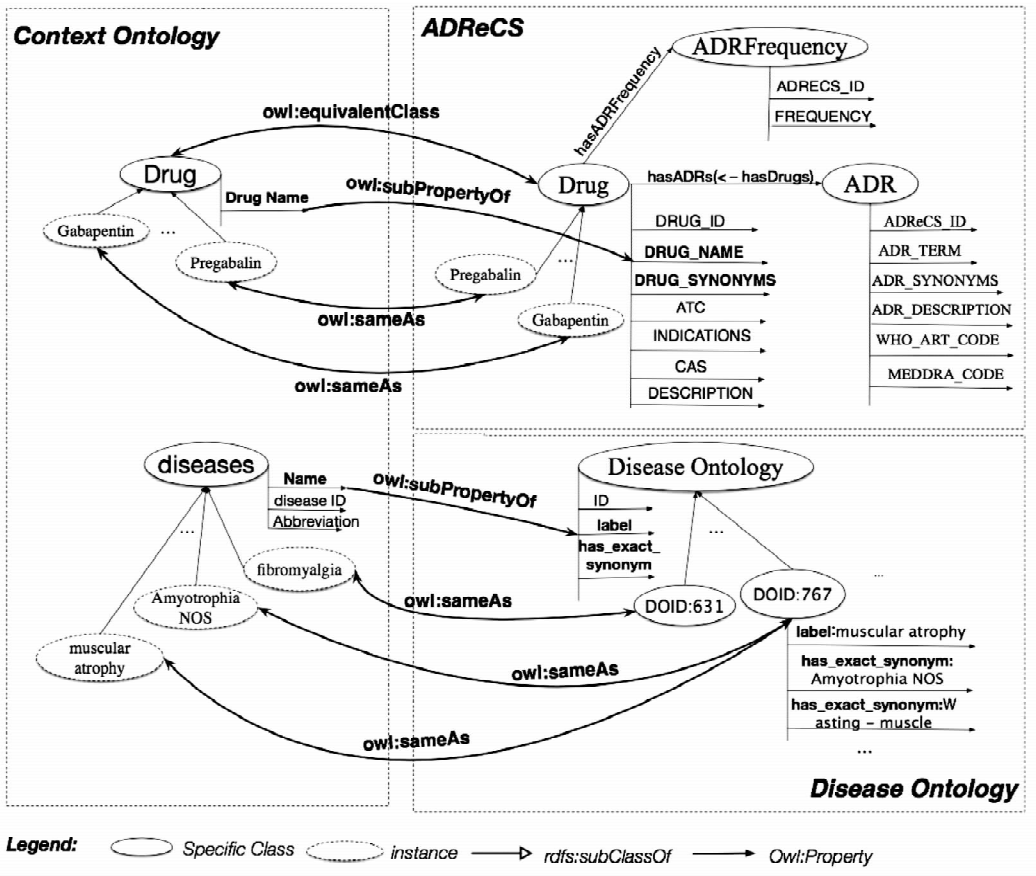 Context Ontology
ADReCS
ADRFrequency
ADRECS_ID
FREQUENCY
hasADRFrequency
owl:equivalentClass
Drug
Drug Name
owl:subPropertyOf
Gabapentin
...
Pregabalin
owl:sameAs
owl:sameAs
Drug
hasADRs(<-hasDrugs)
ADR
DRUG_ID
DRUG_NAME
DRUG_SYNONYMS
ATC
INDICATIONS
CAS
DESCRIPTION
Pregabalin
...
Gabapentin
ADReCS_ID
ADR_TERM
ADR_SYNONYMS
ADR_DESCRIPTION
WHO_ART_CODE
MEDDRA_CODE
diseases
Name
disease ID
Abbreviation
owl:subPropertyOf
...
fibromyalgia
Amyotrophia
NOS
muscular
atrophy
owl:sameAs
owl:sameAs
owl:sameAs
Disease Ontology
ID
label
has_exact_
synonym
...
DOID:631
DOID:767
...
label:muscular atrophy
has_exact_synonym:
Amyotrophia NOS
has_exact_synonym:W
asting - muscle
...
Disease Ontology
Legend:
Specific Class
instance
rdfs:subClassOf
Owl:Property